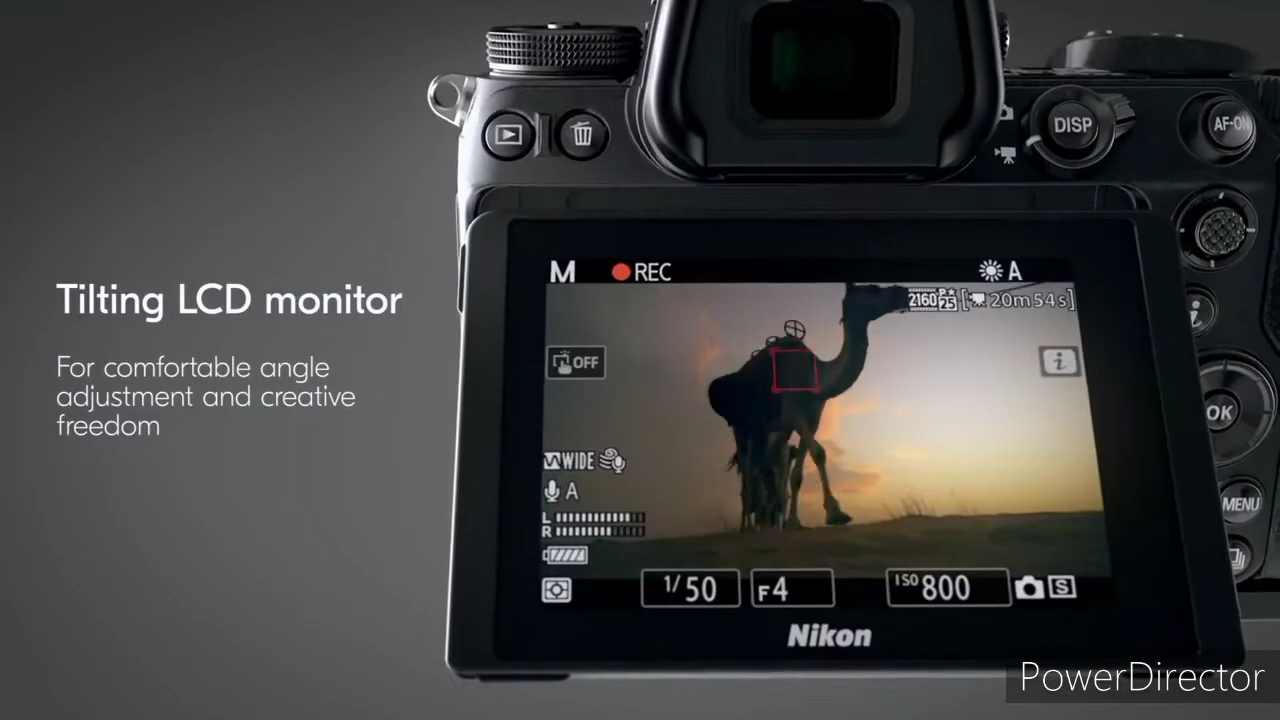 DISP
AF-ON
M
REC
A
2160
P★
25
[20m54s]
Tilting LCD monitor
OFF
i
i
For comfortable angle
adjustment and creative
freedom
OK
WIDE
A
MENU
L
R
1/50
F4
ISO 800
S
Nikon
PowerDirector